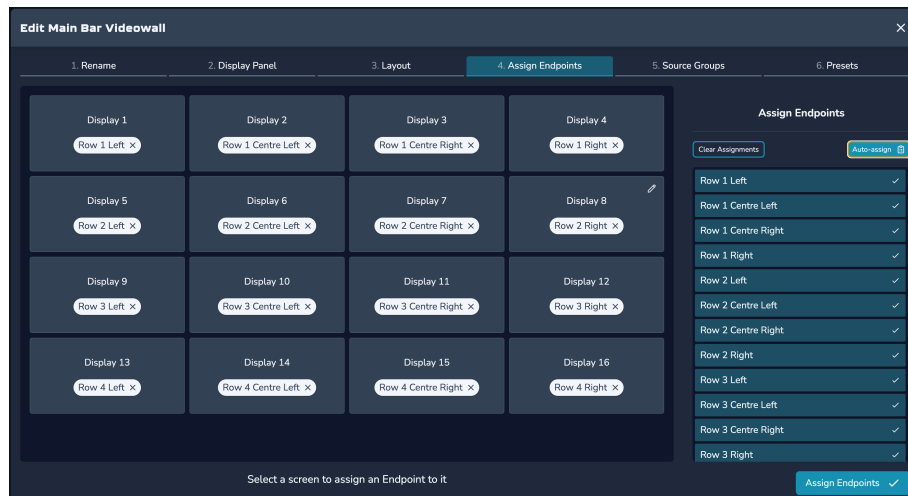 Edit Main Bar Videowall
1. Rename
2. Display Panel
3. Layout
4. Assign Endpoints
5. Source Groups
6. Presets
Display 1
Row 1 Left ×
Display 2
Row 1 Centre Left ×
Display 3
Row 1 Centre Right ×
Display 4
Row 1 Right ×
Display 5
Row 2 Left ×
Display 6
Row 2 Centre Left ×
Display 7
Row 2 Centre Right ×
Display 8
Row 2 Right ×
Display 9
Row 3 Left ×
Display 10
Row 3 Centre Left ×
Display 11
Row 3 Centre Right ×
Display 12
Row 3 Right ×
Display 13
Row 4 Left ×
Display 14
Row 4 Centre Left ×
Display 15
Row 4 Centre Right ×
Display 16
Row 4 Right ×
Select a screen to assign an Endpoint to it
Assign Endpoints
Clear Assignments
Auto-assign
Row 1 Left
Row 1 Centre Left
Row 1 Centre Right
Row 1 Right
Row 2 Left
Row 2 Centre Left
Row 2 Centre Right
Row 2 Right
Row 3 Left
Row 3 Centre Left
Row 3 Centre Right
Row 3 Right
Assign Endpoints